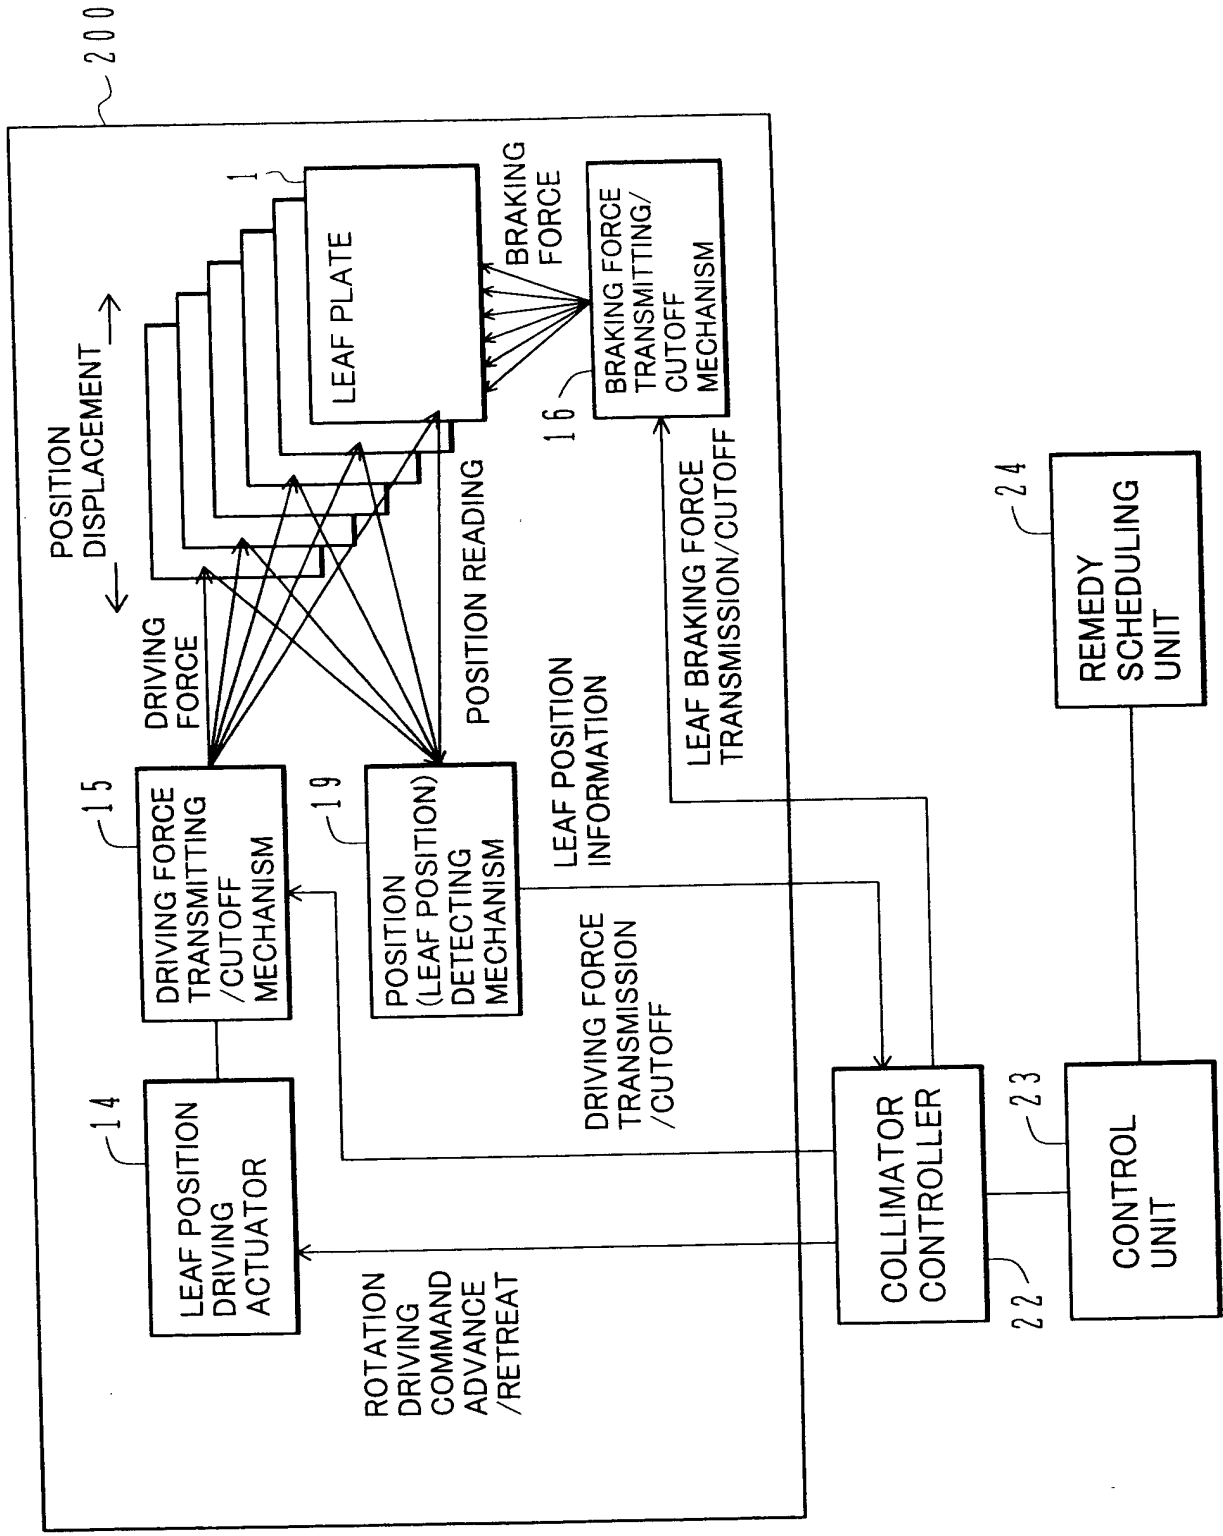 200
POSITION
DISPLACEMENT
1
LEAF PLATE
DRIVING
FORCE
BRAKING
FORCE
14
LEAF POSITION
DRIVING
ACTUATOR
15
DRIVING FORCE
TRANSMITTING
/CUTOFF
MECHANISM
19
POSITION
(LEAF POSITION)
DETECTING
MECHANISM
POSITION READING
16
BRAKING FORCE
TRANSMITTING/
CUTOFF
MECHANISM
ROTATION
DRIVING
COMMAND
ADVANCE
/RETREAT
DRIVING FORCE
TRANSMISSION
/CUTOFF
LEAF POSITION
INFORMATION
LEAF BRAKING FORCE
TRANSMISSION/CUTOFF
COLLIMATOR
CONTROLLER
22
CONTROL
UNIT
23
REMEDY
SCHEDULING
UNIT
24